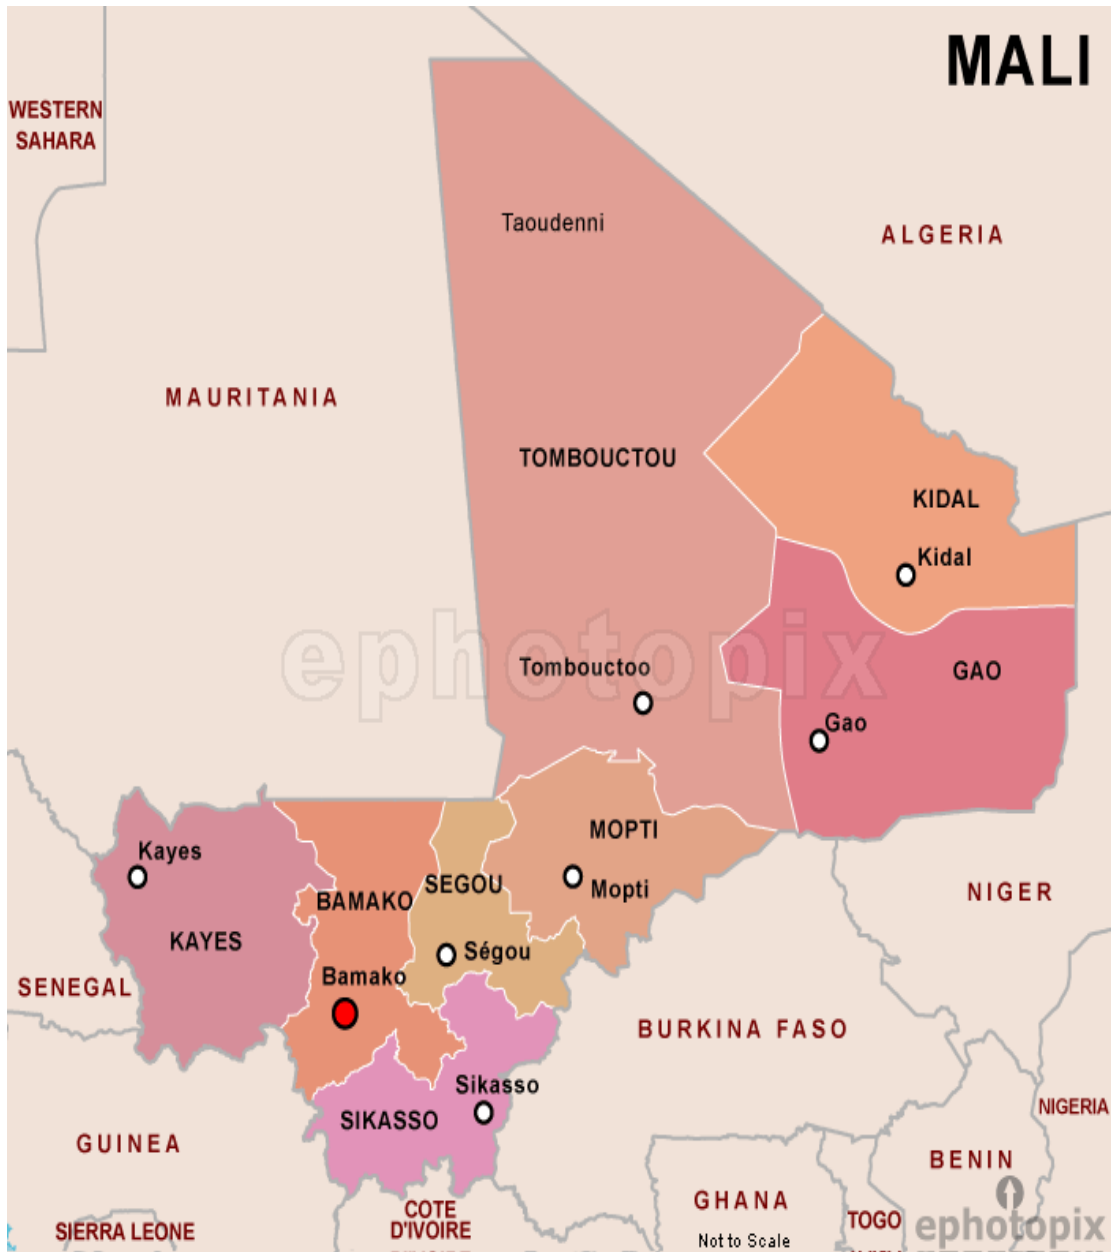 MALI
WESTERN
SAHARA
Taoudenni
ALGERIA
MAURITANIA
TOMBOUCTOU
KIDAL
Kidal
ephotopix
Tombouctoo
GAO
Gao
MOPTI
Kayes
Mopti
SEGOU
BAMAKO
NIGER
KAYES
Ségou
SENEGAL
Bamako
BURKINA FASO
Sikasso
SIKASSO
NIGERIA
GUINEA
BENIN
GHANA
COTE
D'IVOIRE
SIERRA LEONE
TOGO
ephotopix
Not to Scale